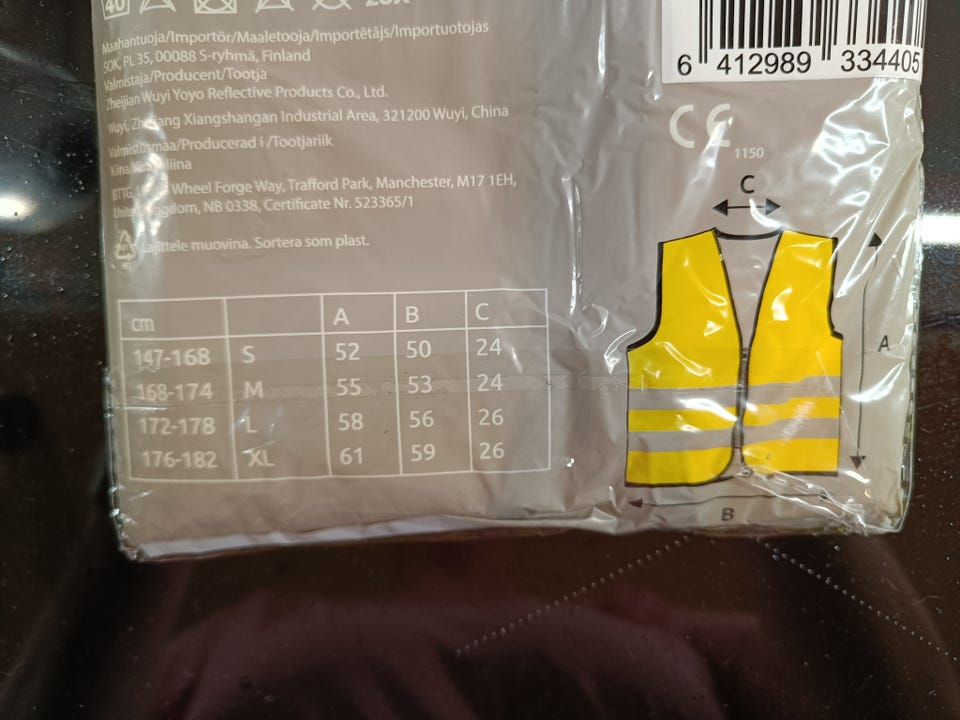 40
Maahantuoja/Importör/Maaletooja/Importētājs/Importuotojas
SOK, PL 35, 00088 S-ryhmä, Finland
Valmistaja/Producent/Tootja
Zheijian Wuyi Yoyo Reflective Products Co., Ltd.
Wuyi, Xiangshangan Industrial Area, 321200 Wuyi, China
Valmistusmaa/Producerad i /Tootjariik
BTTG, Wheel Forge Way, Trafford Park, Manchester, M17 1EH,
NB 0338, Certificate Nr. 523365/1
Lajittele muovina. Sortera som plast.
cm A B C
147-168 S 52 50 24
168-174 M 55 53 24
172-178 L 58 56 26
176-182 XL 61 59 26
6 412989 334405
CE
1150
C
A
B